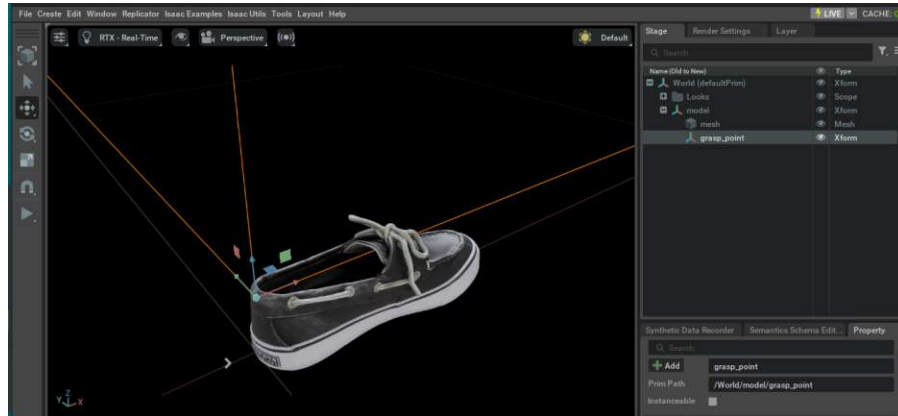 File Create Edit Window Replicator Isaac Examples Isaac Utils Tools Layout Help
LIVE CACHE:
RTX - Real-Time Perspective Default
Stage Render Settings Layer
Search
Name (Old to New) Type
World (defaultPrim) Xform
Looks Scope
model Xform
mesh Mesh
grasp_point Xform
Synthetic Data Recorder Semantics Schema Edit... Property
Search
Add grasp_point
Prim Path /World/model/grasp_point
Instanceable
Z
Y X